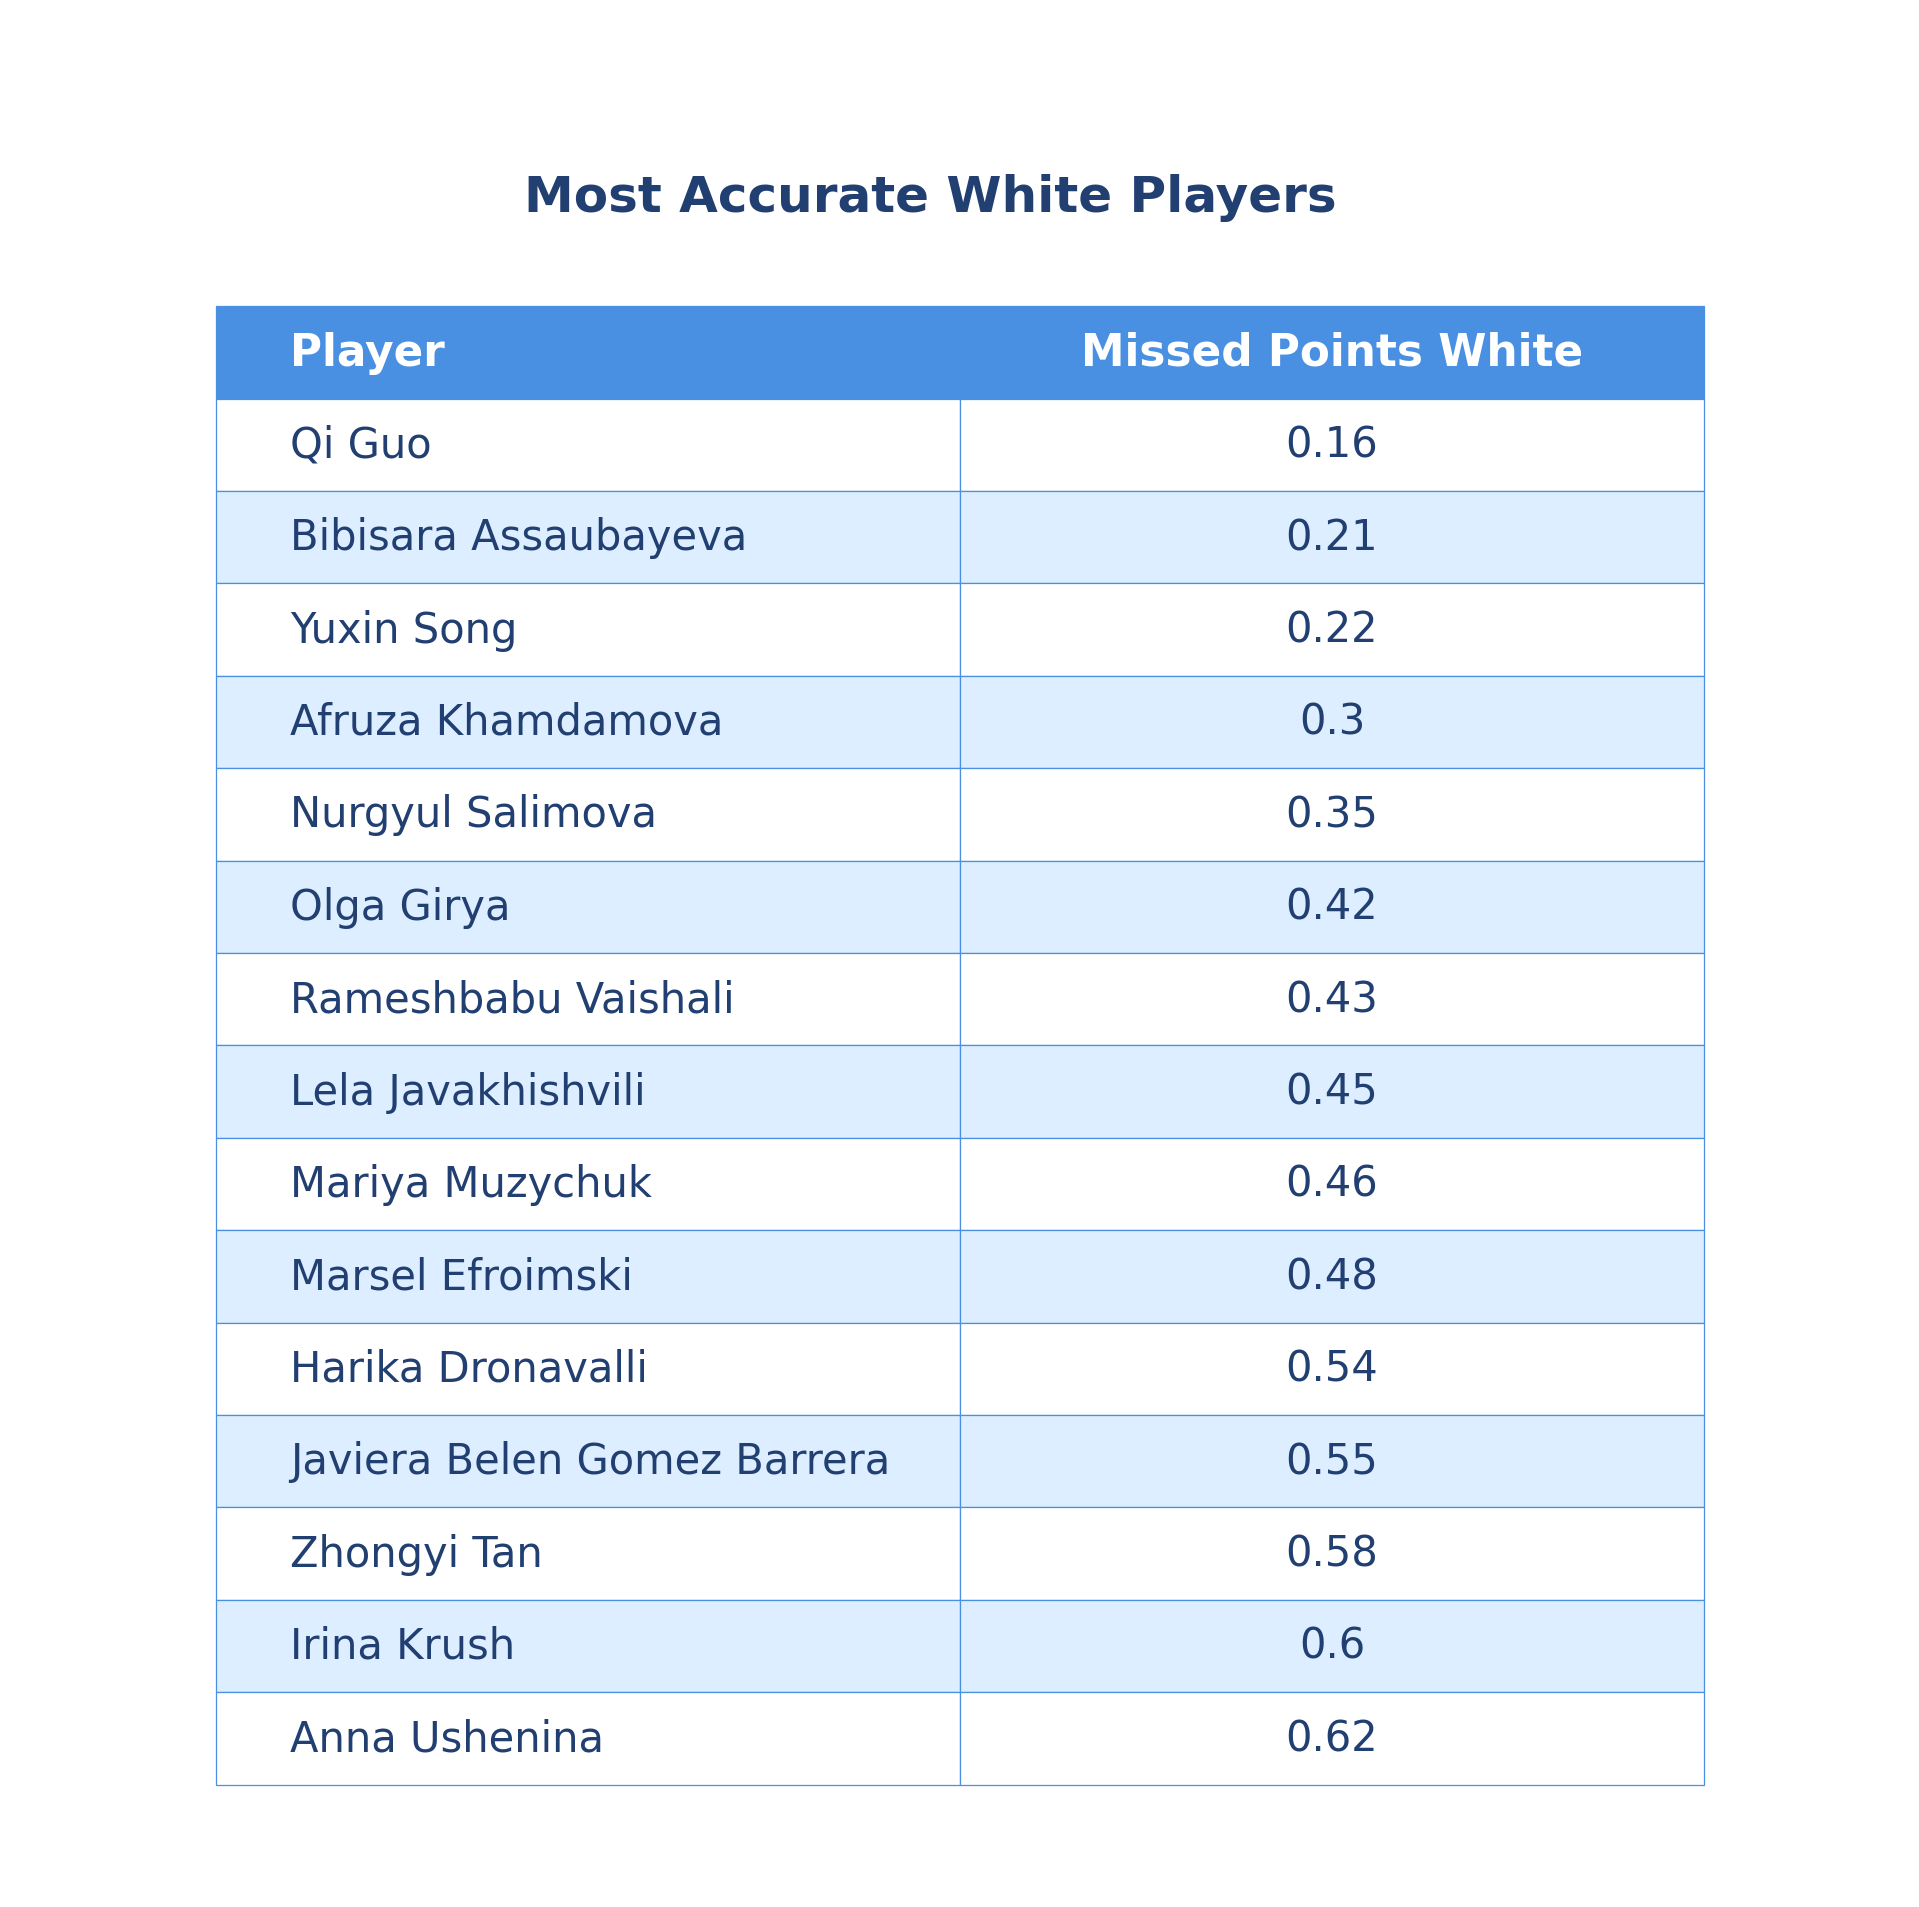 Most Accurate White Players
Player Missed Points White
Qi Guo 0.16
Bibisara Assaubayeva 0.21
Yuxin Song 0.22
Afruza Khamdamova 0.3
Nurgyul Salimova 0.35
Olga Girya 0.42
Rameshbabu Vaishali 0.43
Lela Javakhishvili 0.45
Mariya Muzychuk 0.46
Marsel Efroimski 0.48
Harika Dronavalli 0.54
Javiera Belen Gomez Barrera 0.55
Zhongyi Tan 0.58
Irina Krush 0.6
Anna Ushenina 0.62